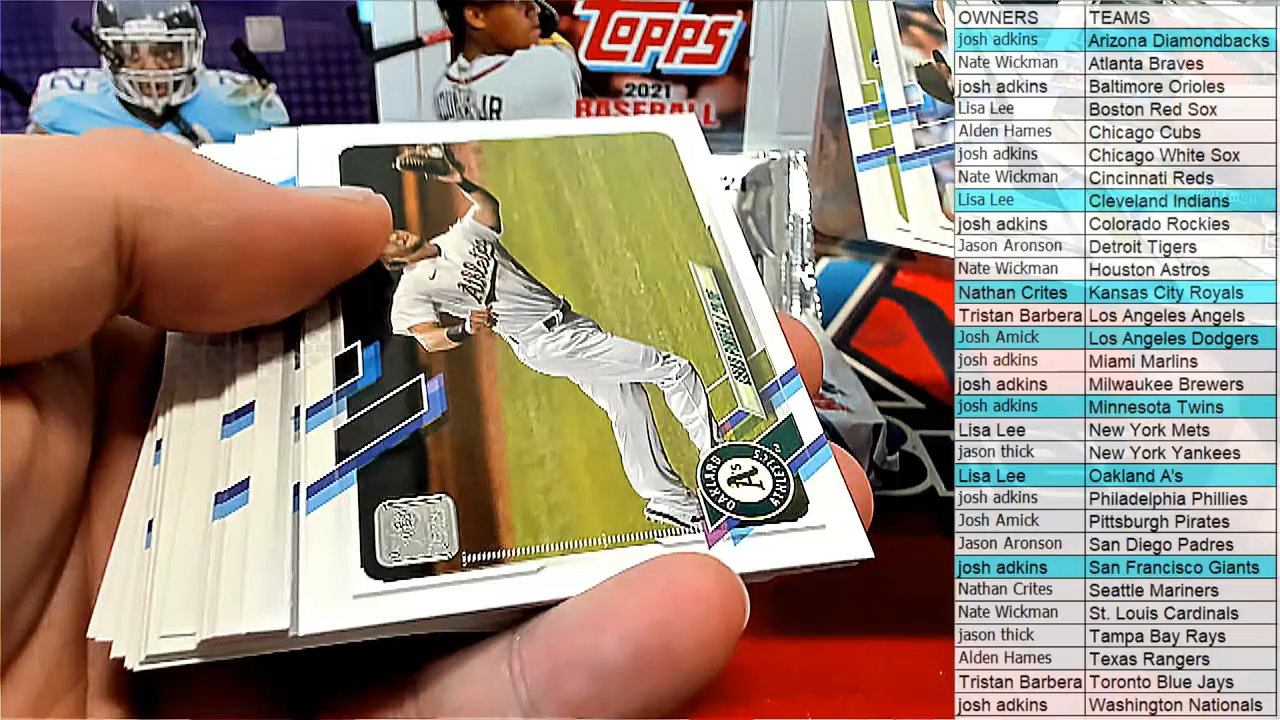 TOPPS
2021
BASEBALL
Athletics
OAKLAND
A's
ATHLETICS
OWNERS TEAMS
josh adkins Arizona Diamondbacks
Nate Wickman Atlanta Braves
josh adkins Baltimore Orioles
Lisa Lee Boston Red Sox
Alden Hames Chicago Cubs
josh adkins Chicago White Sox
Nate Wickman Cincinnati Reds
Lisa Lee Cleveland Indians
josh adkins Colorado Rockies
Jason Aronson Detroit Tigers
Nate Wickman Houston Astros
Nathan Crites Kansas City Royals
Tristan Barbera Los Angeles Angels
Josh Amick Los Angeles Dodgers
josh adkins Miami Marlins
josh adkins Milwaukee Brewers
josh adkins Minnesota Twins
Lisa Lee New York Mets
jason thick New York Yankees
Lisa Lee Oakland A's
josh adkins Philadelphia Phillies
Josh Amick Pittsburgh Pirates
Jason Aronson San Diego Padres
josh adkins San Francisco Giants
Nathan Crites Seattle Mariners
Nate Wickman St. Louis Cardinals
jason thick Tampa Bay Rays
Alden Hames Texas Rangers
Tristan Barbera Toronto Blue Jays
josh adkins Washington Nationals